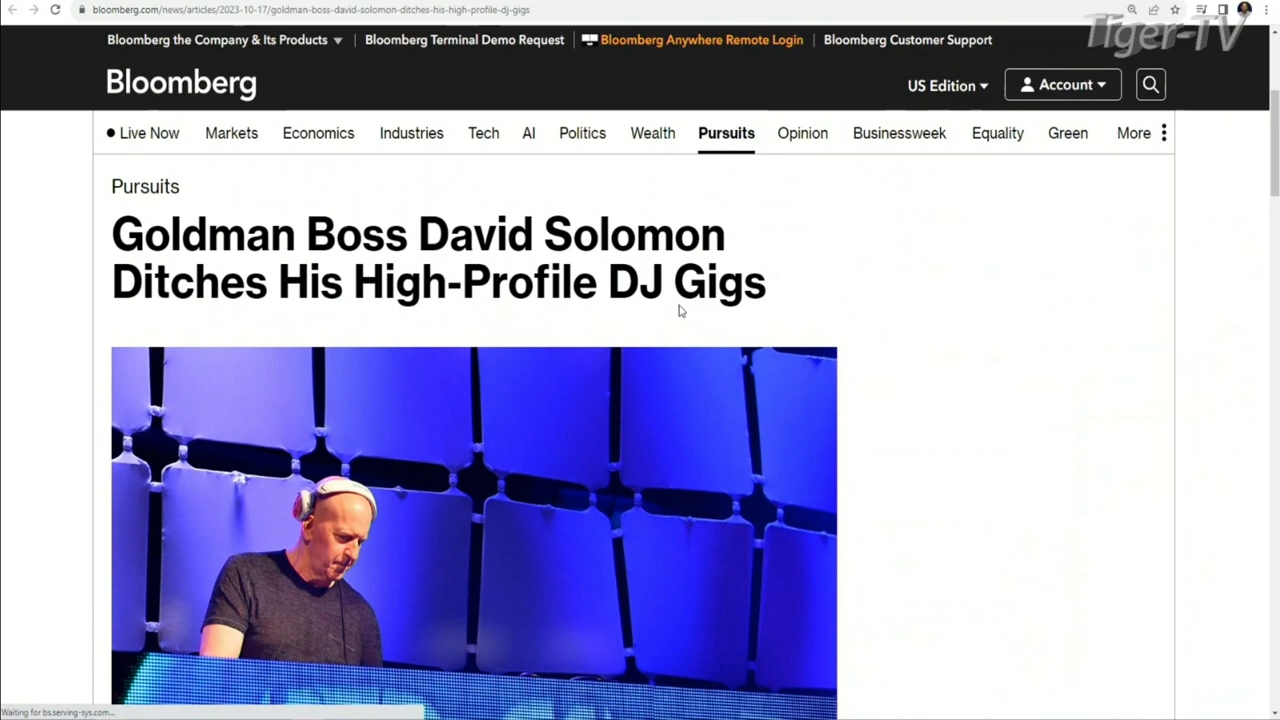 bloomberg.com/news/articles/2023-10-17/goldman-boss-david-solomon-ditches-his-high-profile-dj-gigs
Tiger-TV
Bloomberg the Company & Its Products | Bloomberg Terminal Demo Request | Bloomberg Anywhere Remote Login | Bloomberg Customer Support
Bloomberg
US Edition
Account
Live Now Markets Economics Industries Tech AI Politics Wealth Pursuits Opinion Businessweek Equality Green More
Pursuits
Goldman Boss David Solomon
Ditches His High-Profile DJ Gigs
Waiting for bs.serving-sys.com...